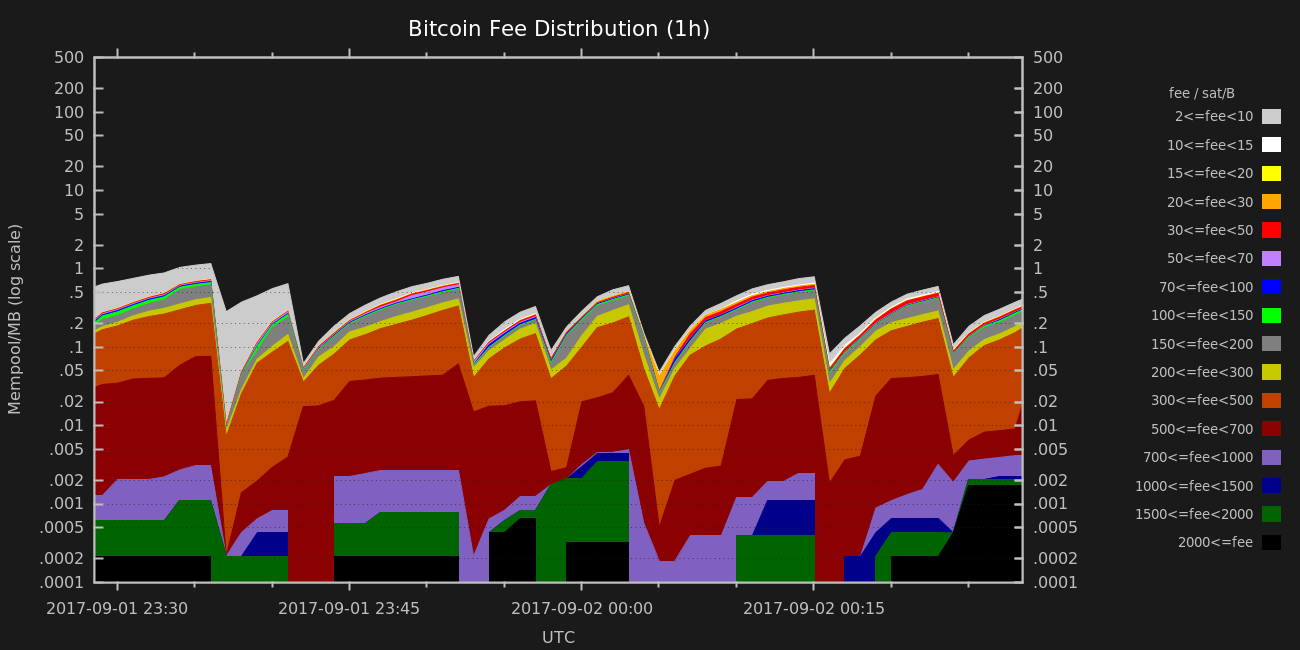 Bitcoin Fee Distribution (1h)
500
200
100
50
20
10
5
2
1
.5
.2
.1
.05
.02
.01
.005
.002
.001
.0005
.0002
.0001
Mempool/MB (log scale)
500
200
100
50
20
10
5
2
1
.5
.2
.1
.05
.02
.01
.005
.002
.001
.0005
.0002
.0001
2017-09-01 23:30
2017-09-01 23:45
2017-09-02 00:00
2017-09-02 00:15
UTC
fee / sat/B
2<=fee<10
10<=fee<15
15<=fee<20
20<=fee<30
30<=fee<50
50<=fee<70
70<=fee<100
100<=fee<150
150<=fee<200
200<=fee<300
300<=fee<500
500<=fee<700
700<=fee<1000
1000<=fee<1500
1500<=fee<2000
2000<=fee